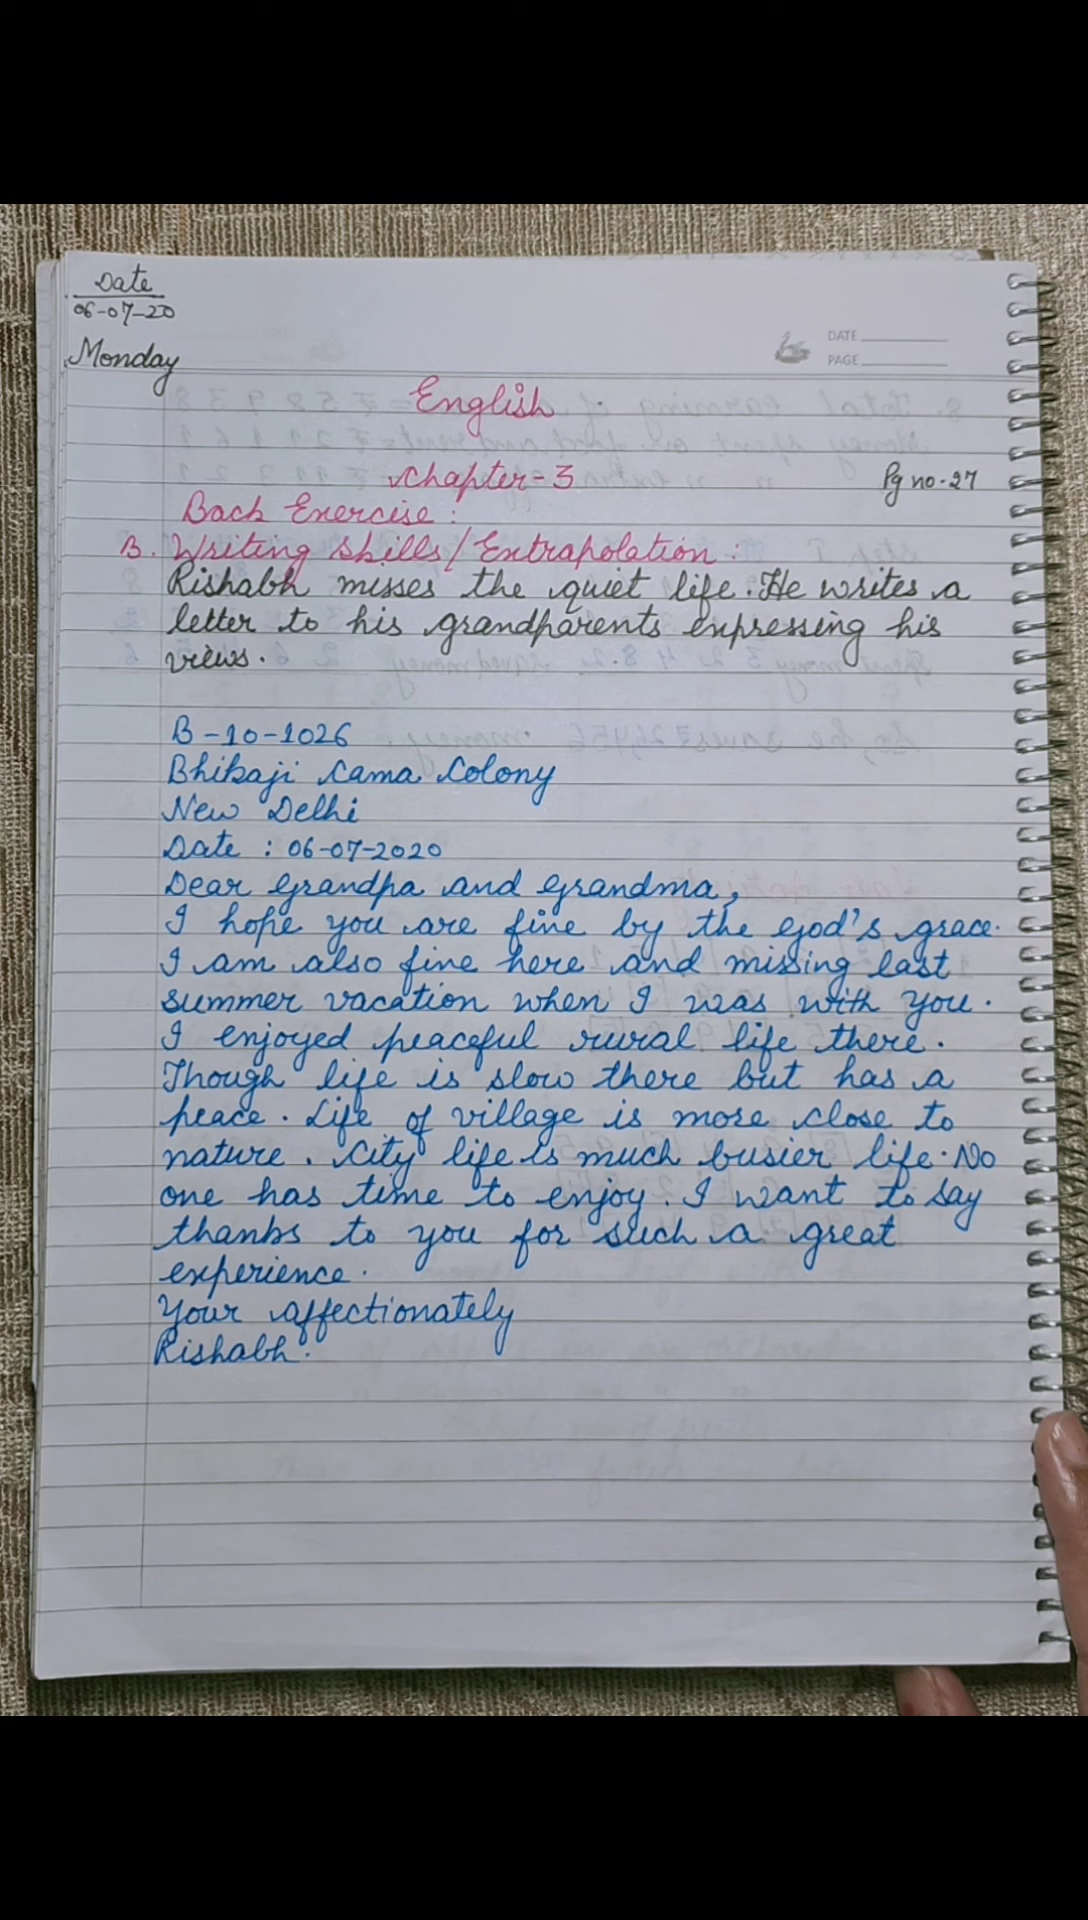 Date
06-07-20
Monday
DATE
PAGE
English
Chapter-3
Pg no-27
Back Exercise:
B. Writing Skills/Extrapolation:
Rishabh misses the quiet life. He writes a
letter to his grandparents expressing his
views.
B-10-1026
Bhikaji Cama Colony
New Delhi
Date : 06-07-2020
Dear Grandpa and Grandma,
I hope you are fine by the God's grace.
I am also fine here and missing last
summer vacation when I was with you.
I enjoyed peaceful rural life there.
Though life is slow there but has a
peace. Life of village is more close to
nature. City life is much busier life. No
one has time to enjoy. I want to say
thanks to you for such a great
experience.
Your affectionately
Rishabh.